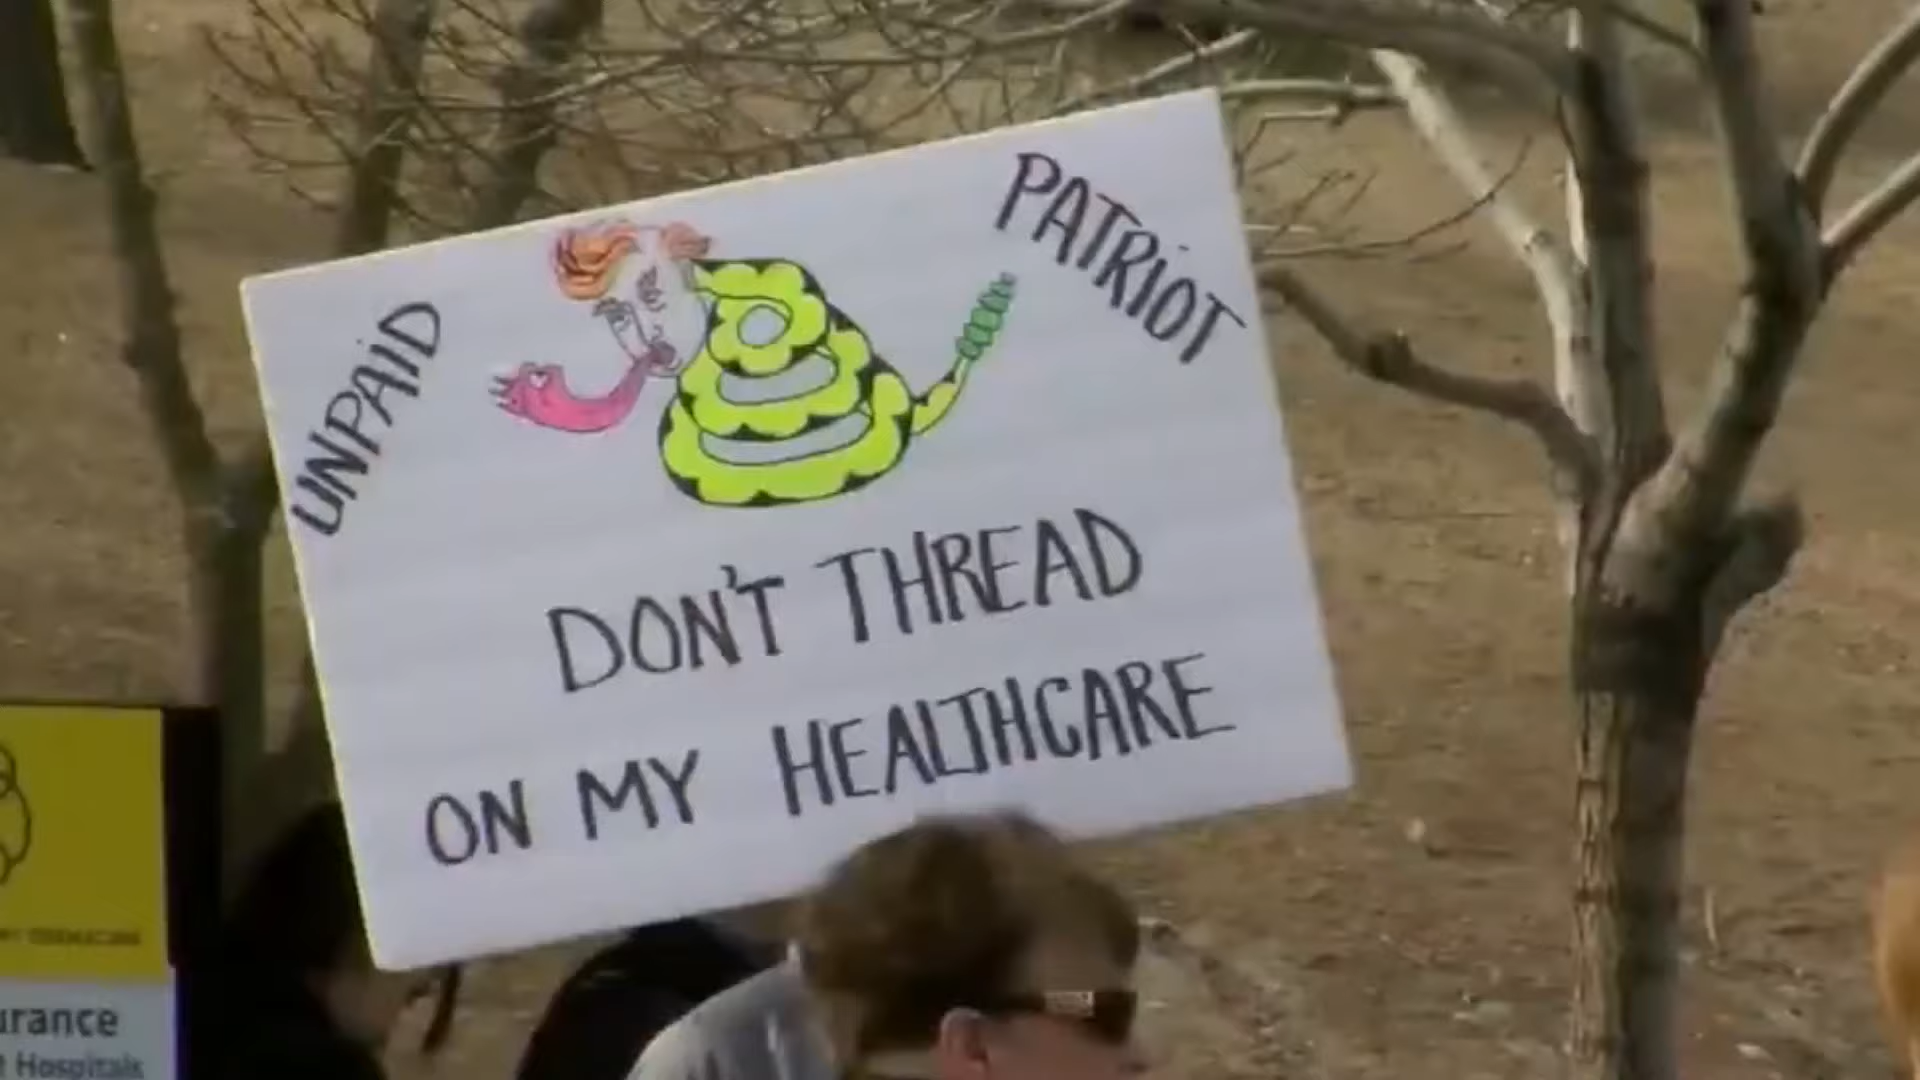 UNPAID
PATRIOT
DON'T THREAD
ON MY HEALTHCARE
urance
Hospitals